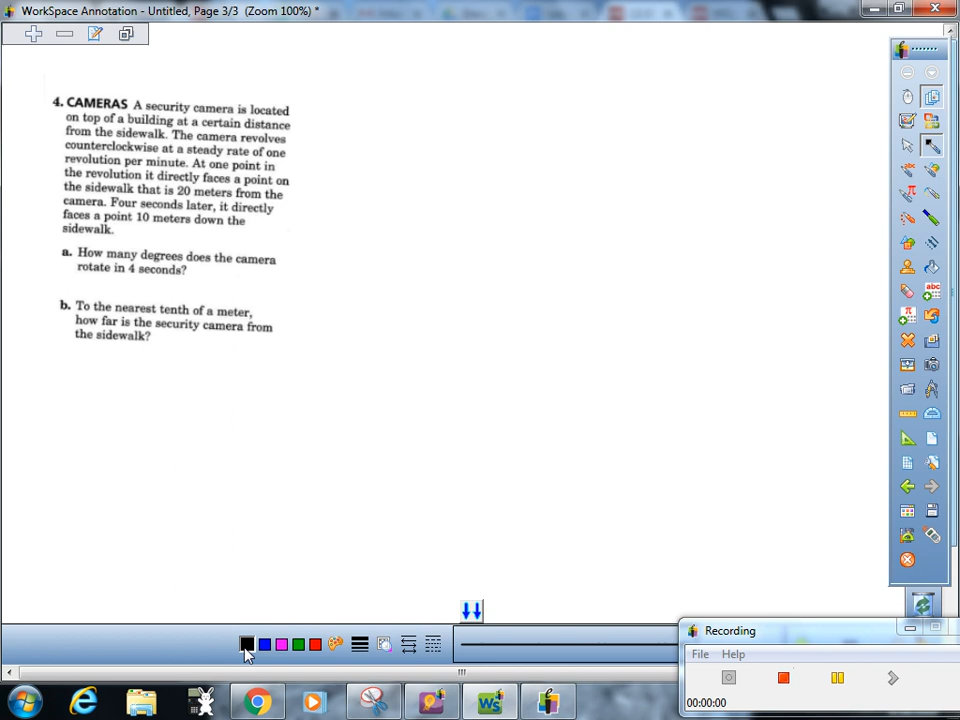 WorkSpace Annotation - Untitled, Page 3/3 (Zoom 100%) *
4. CAMERAS A security camera is located
on top of a building at a certain distance
from the sidewalk. The camera revolves
counterclockwise at a steady rate of one
revolution per minute. At one point in
the revolution it directly faces a point on
the sidewalk that is 20 meters from the
camera. Four seconds later, it directly
faces a point 10 meters down the
sidewalk.
a. How many degrees does the camera
rotate in 4 seconds?
b. To the nearest tenth of a meter,
how far is the security camera from
the sidewalk?
abc
Recording
File Help
00:00:00
Ws